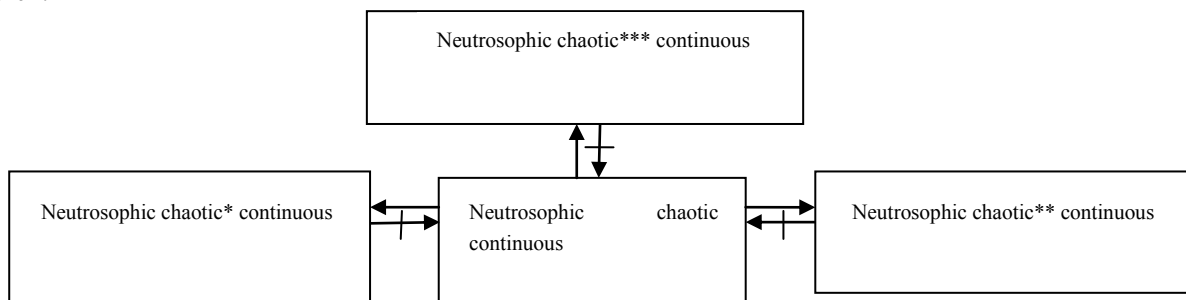 Neutrosophic chaotic*** continuous
Neutrosophic chaotic* continuous
Neutrosophic chaotic
continuous
Neutrosophic chaotic** continuous